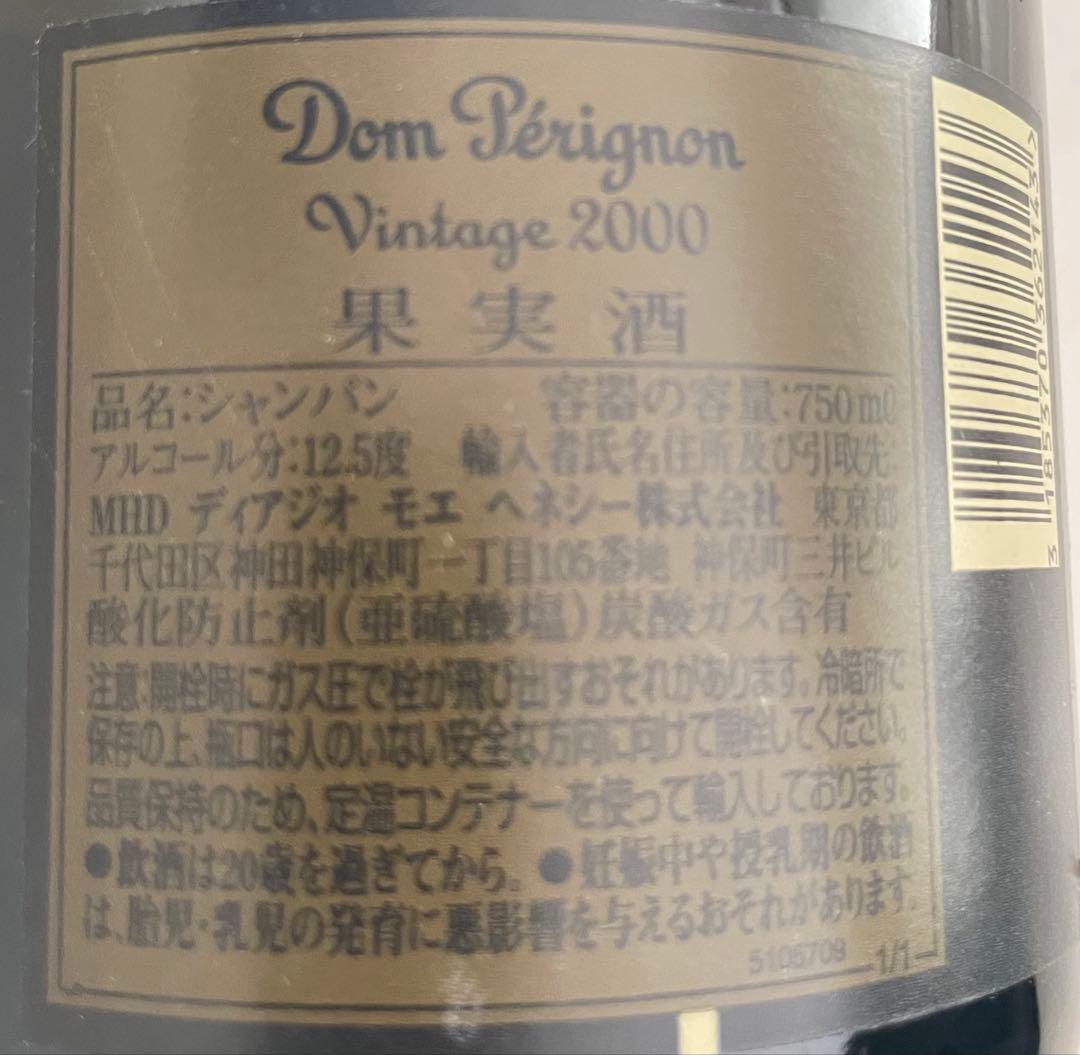 Dom Pérignon
Vintage 2000
果実酒
品名:シャンパン 容器の容量:750mℓ
アルコール分:12.5度 輸入者氏名住所及び引取先:
MHD ディアジオ モエ ヘネシー株式会社 東京都
千代田区神田神保町一丁目105番地 神保町三井ビル
酸化防止剤(亜硫酸塩)炭酸ガス含有
注意:開栓時にガス圧で栓が飛び出すおそれがあります。冷暗所で
保存の上、瓶口は人のいない安全な方向に向けて開栓してください。
品質保持のため、定温コンテナーを使って輸入しております。
●飲酒は20歳を過ぎてから。●妊娠中や授乳期の飲酒
は、胎児・乳児の発育に悪影響を与えるおそれがあります。
5105709 1/1
3 185370 362143